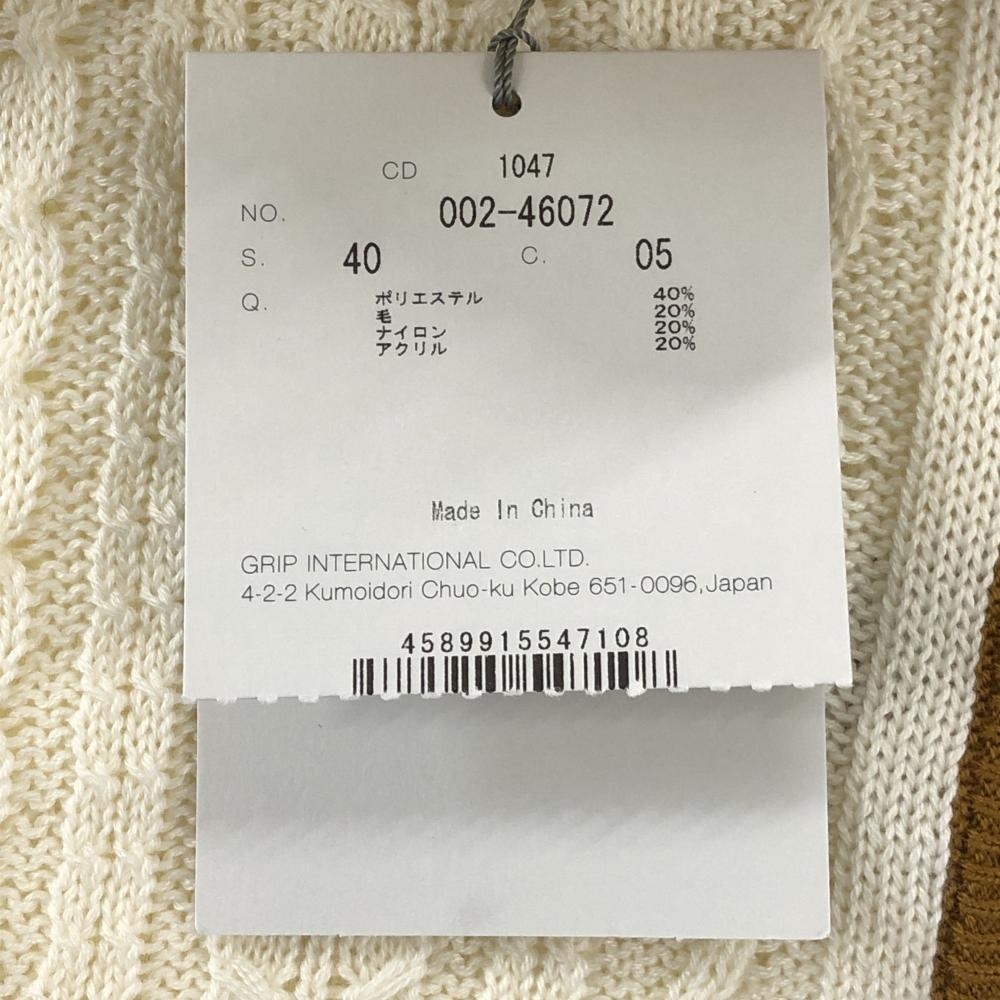 CD 1047
NO. 002-46072
S. 40 C. 05
Q. ポリエステル 40%
毛 20%
ナイロン 20%
アクリル 20%
Made In China
GRIP INTERNATIONAL CO.LTD.
4-2-2 Kumoidori Chuo-ku Kobe 651-0096,Japan
4589915547108